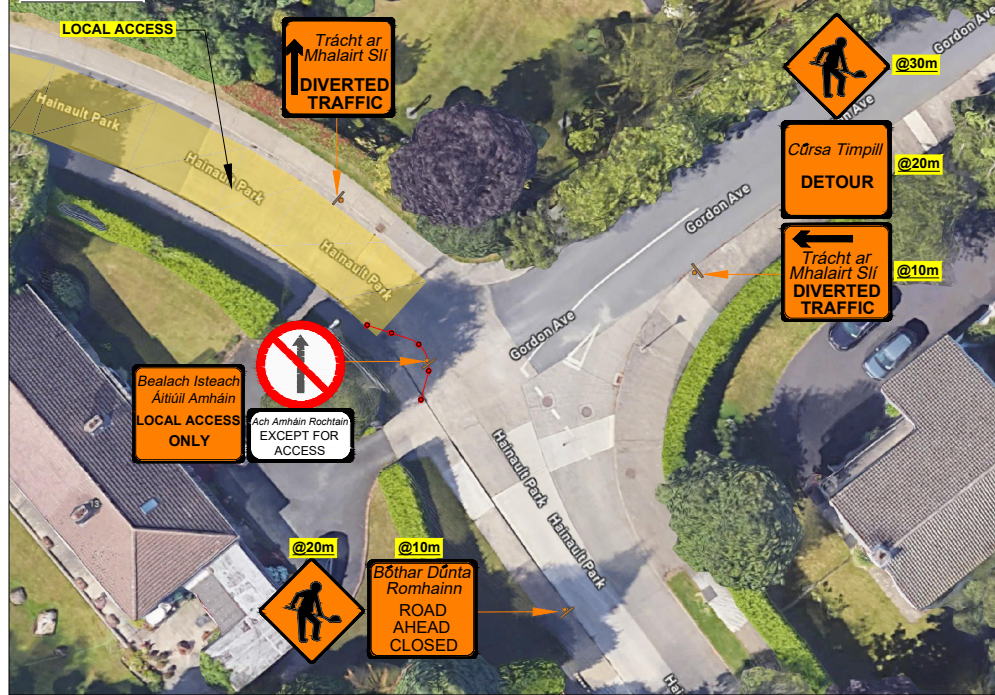 LOCAL ACCESS
Trácht ar
Mhalairt Slí
DIVERTED
TRAFFIC
Gordon Ave
@30m
Hainault Park
Cúrsa Timpill
DETOUR
@20m
Hainault Park
Gordon Ave
Trácht ar
Mhalairt Slí
DIVERTED
TRAFFIC
@10m
Hainault Park
Gordon Ave
Bealach Isteach
Áitiúil Amháin
LOCAL ACCESS
ONLY
Ach Amháin Rochtain
EXCEPT FOR
ACCESS
Hainault Park
Hainault Park
@20m
@10m
Bóthar Dúnta
Romhainn
ROAD
AHEAD
CLOSED